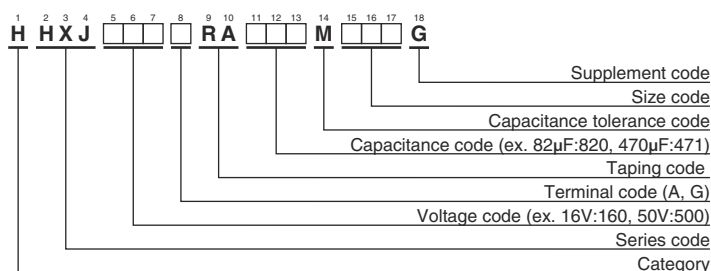 1 2 3 4 5 6 7 8 9 10 11 12 13 14 15 16 17 18
H HXJ □□□ □ RA □□□ M □□□ G
Supplement code
Size code
Capacitance tolerance code
Capacitance code (ex. 82µF:820, 470µF:471)
Taping code
Terminal code (A, G)
Voltage code (ex. 16V:160, 50V:500)
Series code
Category